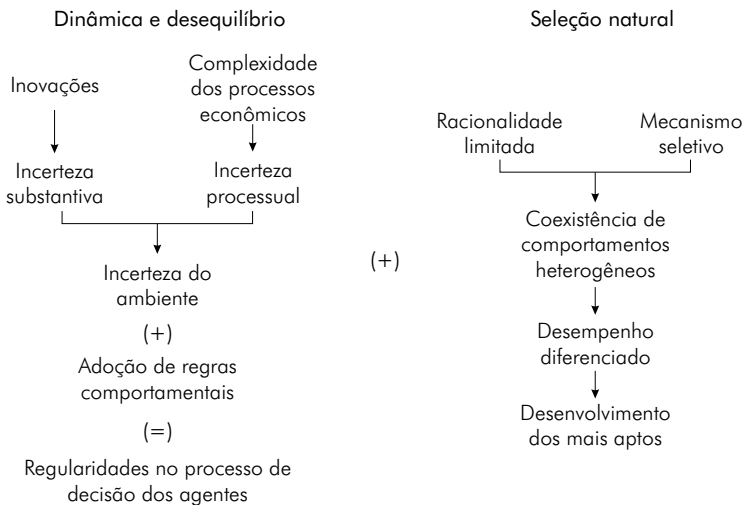 Dinâmica e desequilíbrio
Inovações
Complexidade
dos processos
econômicos
Incerteza
substantiva
Incerteza
processual
Incerteza do
ambiente
(+)
Adoção de regras
comportamentais
(=)
Regularidades no processo de
decisão dos agentes
(+)
Seleção natural
Racionalidade
limitada
Mecanismo
seletivo
Coexistência de
comportamentos
heterogêneos
Desempenho
diferenciado
Desenvolvimento
dos mais aptos